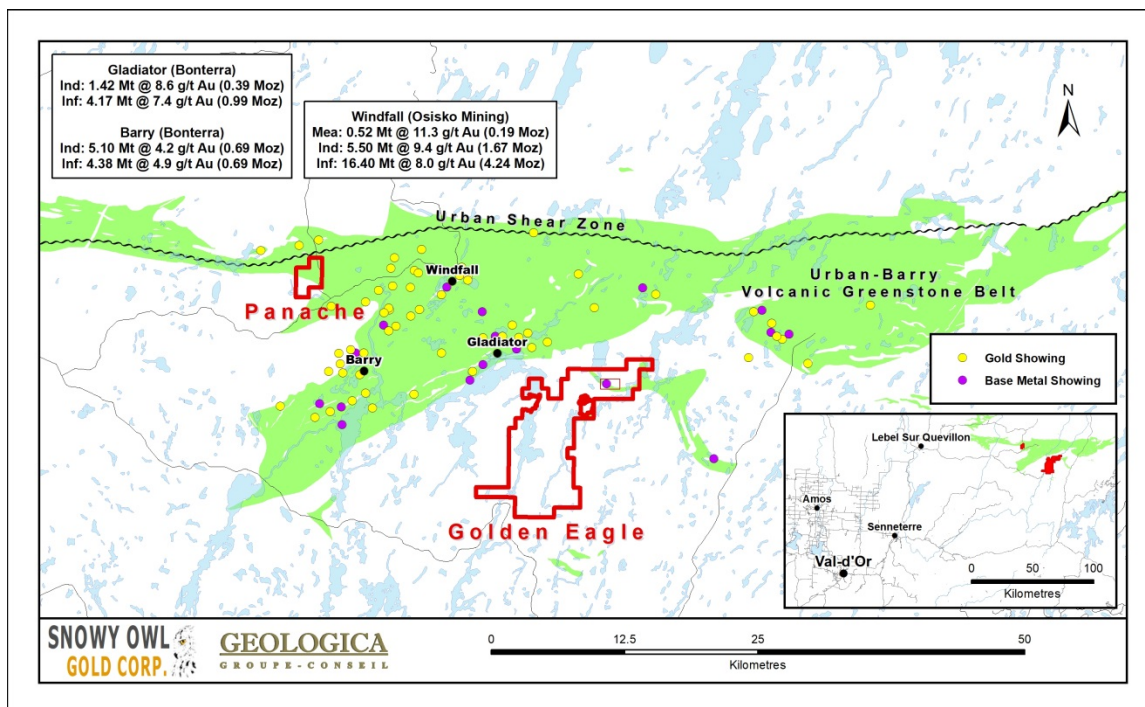 Gladiator (Bonterra)
Ind: 1.42 Mt @ 8.6 g/t Au (0.39 Moz)
Inf: 4.17 Mt @ 7.4 g/t Au (0.99 Moz)
Barry (Bonterra)
Ind: 5.10 Mt @ 4.2 g/t Au (0.69 Moz)
Inf: 4.38 Mt @ 4.9 g/t Au (0.69 Moz)
Windfall (Osisko Mining)
Mea: 0.52 Mt @ 11.3 g/t Au (0.19 Moz)
Ind: 5.50 Mt @ 9.4 g/t Au (1.67 Moz)
Inf: 16.40 Mt @ 8.0 g/t Au (4.24 Moz)
N
Urban Shear Zone
Windfall
Urban-Barry
Volcanic Greenstone Belt
Panache
Gladiator
Barry
Gold Showing
Base Metal Showing
Golden Eagle
Lebel Sur Quevillon
Amos
Senneterre
Val-d'Or
0 50 100
Kilometres
SNOWY OWL
GOLD CORP.
GEOLOGICA
GROUPE-CONSEIL
0 12.5 25 50
Kilometres